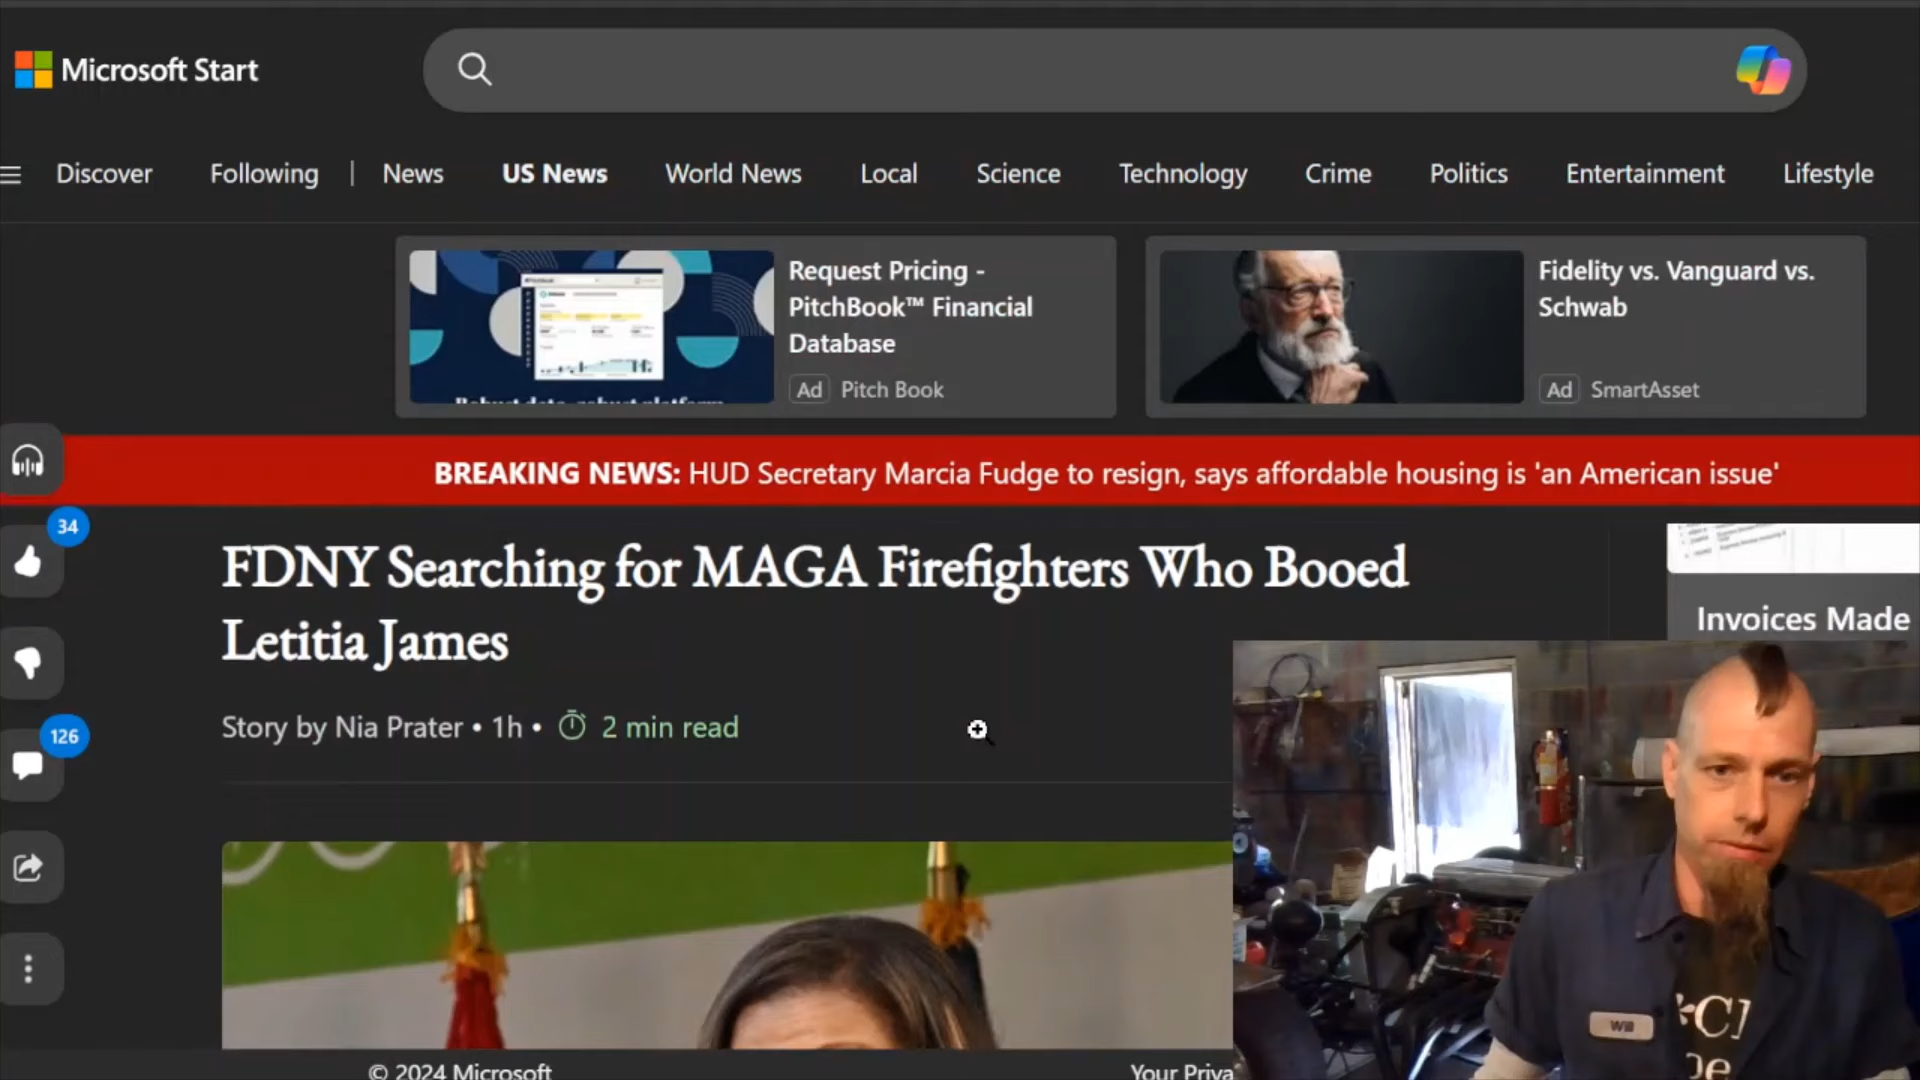 Microsoft Start
Discover
Following
News
US News
World News
Local
Science
Technology
Crime
Politics
Entertainment
Lifestyle
Request Pricing -
PitchBook™ Financial
Database
Ad Pitch Book
Fidelity vs. Vanguard vs.
Schwab
Ad SmartAsset
BREAKING NEWS: HUD Secretary Marcia Fudge to resign, says affordable housing is 'an American issue'
34
126
FDNY Searching for MAGA Firefighters Who Booed
Letitia James
Story by Nia Prater • 1h • 2 min read
Invoices Made
Will
© 2024 Microsoft
Your Priva